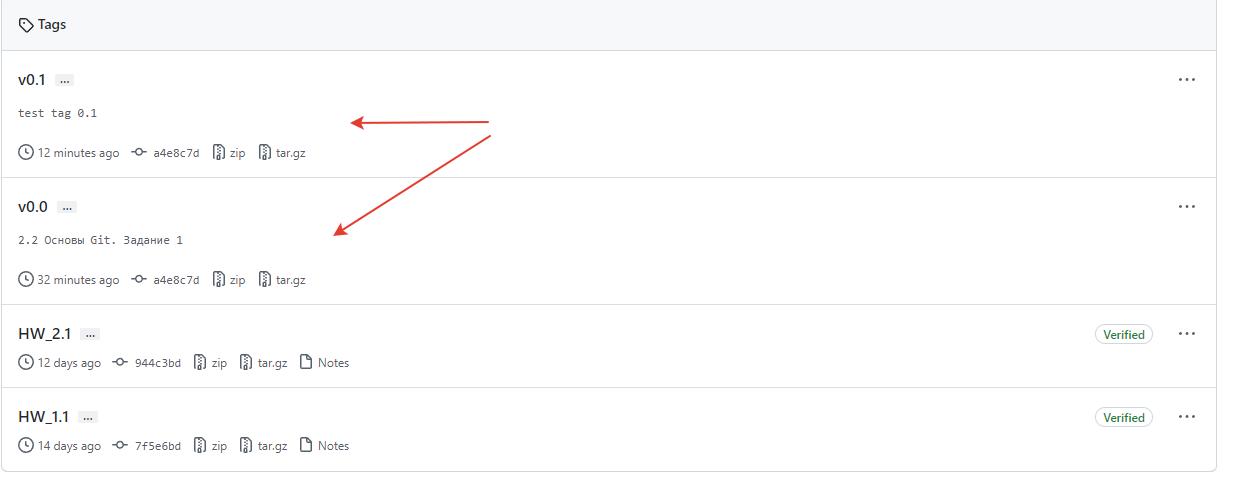 Tags
v0.1 ...
test tag 0.1
12 minutes ago a4e8c7d zip tar.gz
v0.0 ...
2.2 Основы Git. Задание 1
32 minutes ago a4e8c7d zip tar.gz
HW_2.1 ... Verified
12 days ago 944c3bd zip tar.gz Notes
HW_1.1 ... Verified
14 days ago 7f5e6bd zip tar.gz Notes